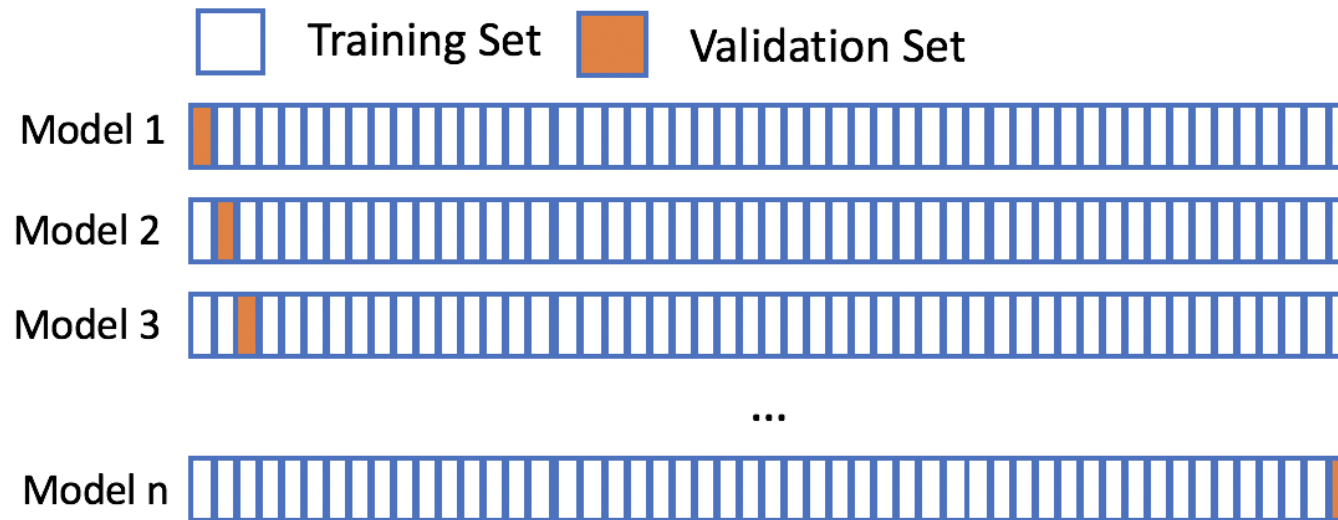 Training Set Validation Set
Model 1
Model 2
Model 3
...
Model n